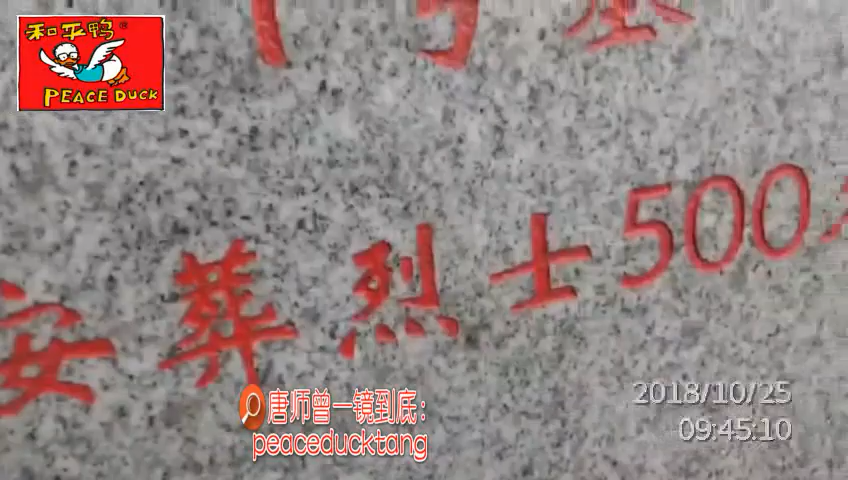 和平鸭®
PEACE DUCK
安葬烈士500
唐师曾一镜到底：
peaceducktang
2018/10/25
09:45:10